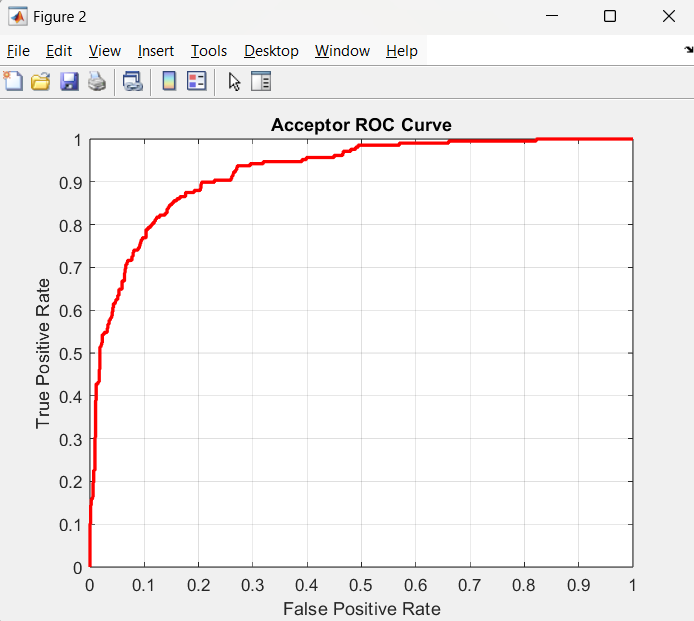 Figure 2
File Edit View Insert Tools Desktop Window Help
Acceptor ROC Curve
1
0.9
0.8
0.7
0.6
0.5
0.4
0.3
0.2
0.1
0
True Positive Rate
0 0.1 0.2 0.3 0.4 0.5 0.6 0.7 0.8 0.9 1
False Positive Rate